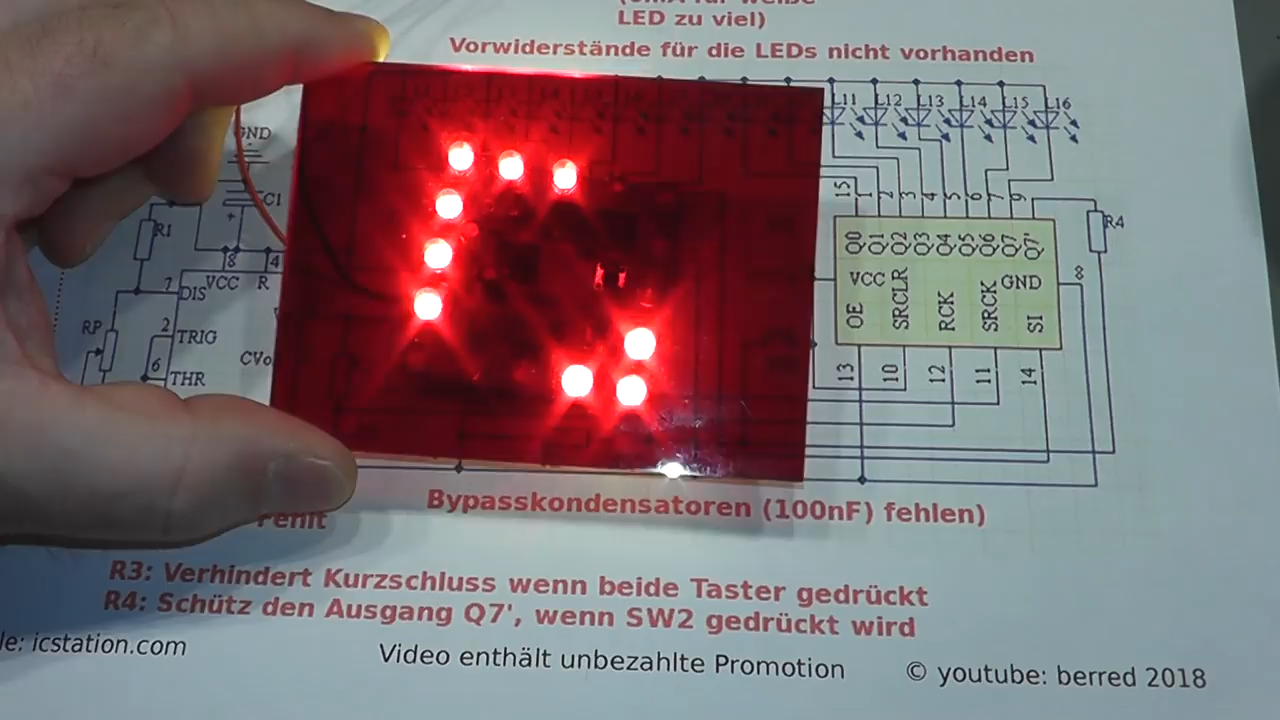 LED zu viel)
Vorwiderstände für die LEDs nicht vorhanden
L11 L12 L13 L14 L15 L16
GND
C1
R1
8 4
VCC R
7 DIS
RP
2 TRIG
6
THR
CVo
15 1 2 3 4 5 6 7 9
R4
Q0 Q1 Q2 Q3 Q4 Q5 Q6 Q7 Q7'
VCC GND 8
OE SRCLR RCK SRCK SI
13 10 12 11 14
Bypasskondensatoren (100nF) fehlen)
R3: Verhindert Kurzschluss wenn beide Taster gedrückt
R4: Schütz den Ausgang Q7', wenn SW2 gedrückt wird
le: icstation.com
Video enthält unbezahlte Promotion
© youtube: berred 2018